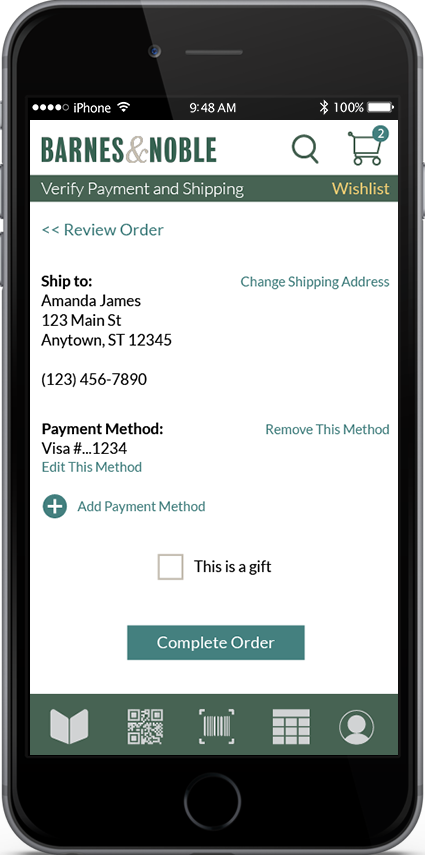 iPhone 9:48 AM 100%
BARNES&NOBLE 2
Verify Payment and Shipping Wishlist
<< Review Order
Ship to: Change Shipping Address
Amanda James
123 Main St
Anytown, ST 12345
(123) 456-7890
Payment Method: Remove This Method
Visa #...1234
Edit This Method
Add Payment Method
This is a gift
Complete Order